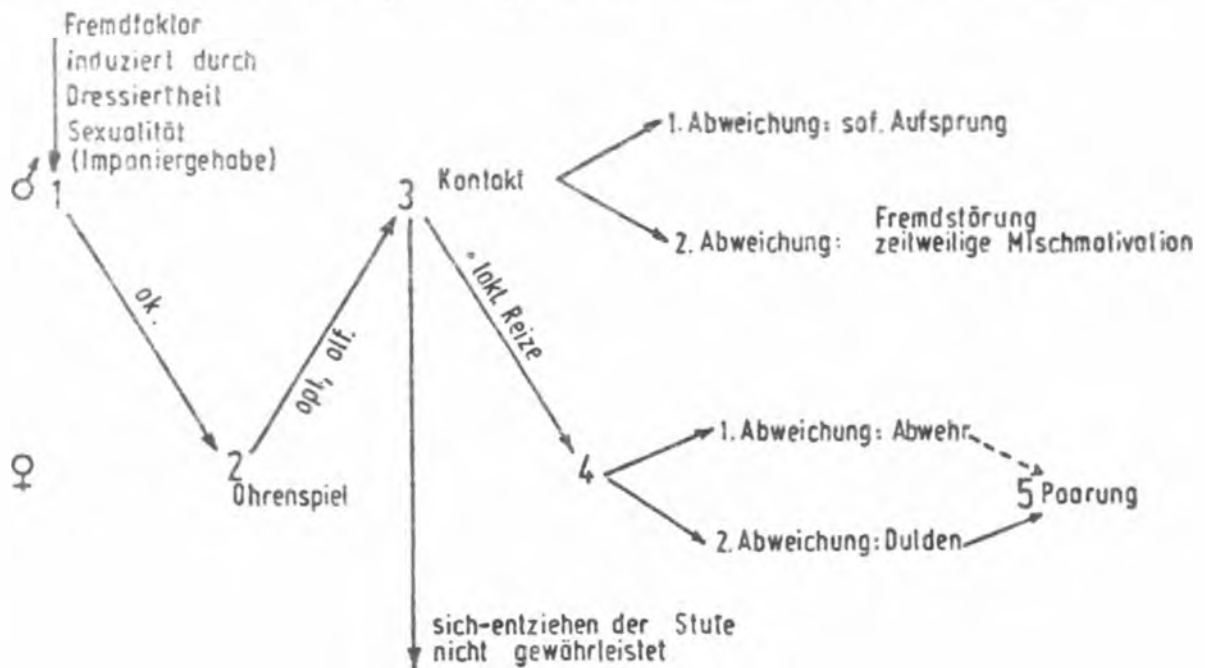 Fremdfaktor
induziert durch
Dressiertheit
Sexualität
(Imponiergehabe)
♂ 1
3 Kontakt
1. Abweichung: sof. Aufsprung
2. Abweichung: Fremdstörung
zeitweilige Mischmotivation
ak.
opt., olf.
takt. Reize
♀
2
Ohrenspiel
4
1. Abweichung: Abwehr
2. Abweichung: Dulden
5 Paarung
sich-entziehen der Stute
nicht gewährleistet